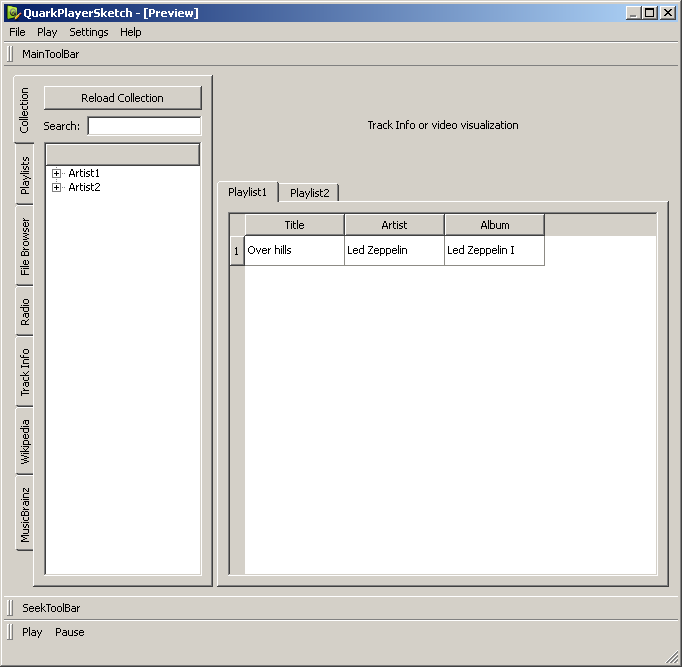 QuarkPlayerSketch - [Preview]
File Play Settings Help
MainToolBar
Collection
Playlists
File Browser
Radio
Track Info
Wikipedia
MusicBrainz
Reload Collection
Search:
Artist1
Artist2
Track Info or video visualization
Playlist1 Playlist2
Title Artist Album
1 Over hills Led Zeppelin Led Zeppelin I
SeekToolBar
Play Pause